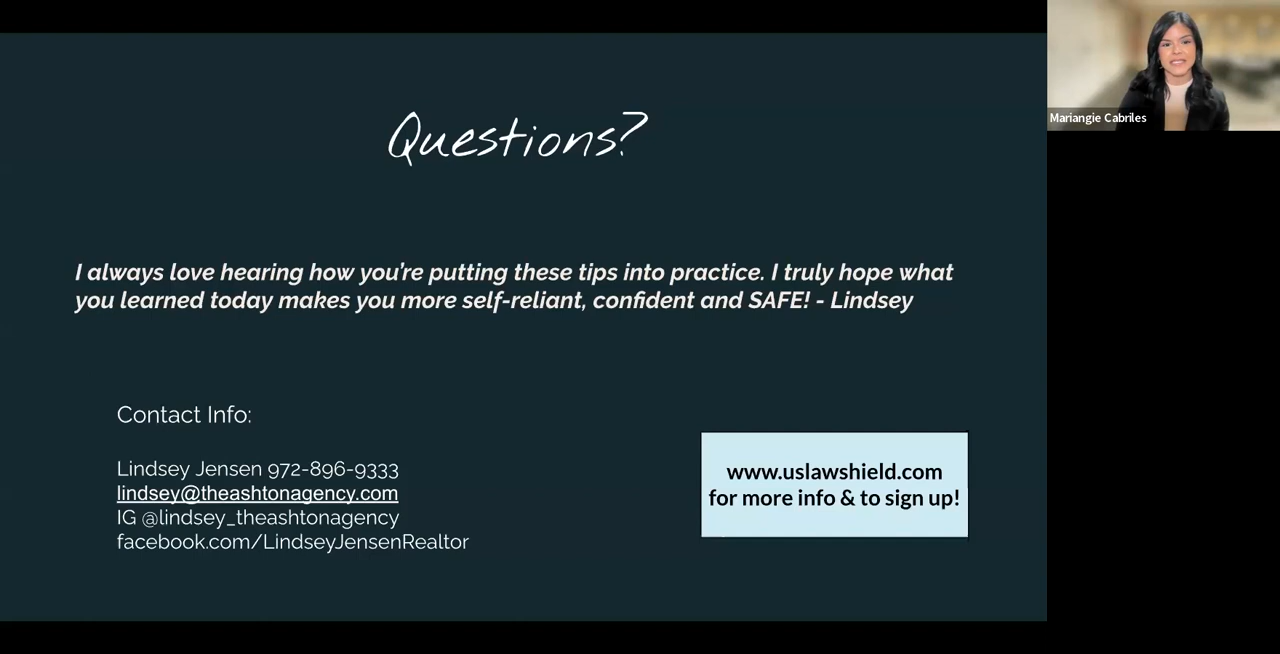 Questions?
I always love hearing how you're putting these tips into practice. I truly hope what
you learned today makes you more self-reliant, confident and SAFE! - Lindsey
Contact Info:
Lindsey Jensen 972-896-9333
lindsey@theashtonagency.com
IG @lindsey_theashtonagency
facebook.com/LindseyJensenRealtor
www.uslawshield.com
for more info & to sign up!
Mariangie Cabriles